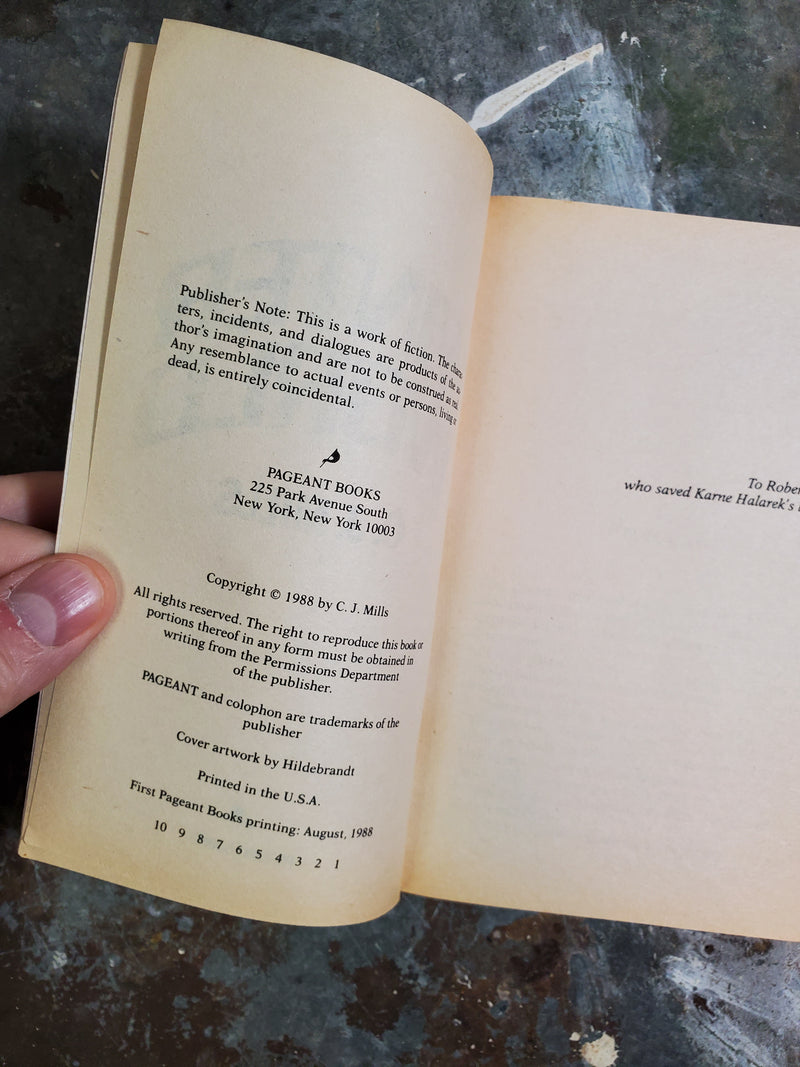 Publisher's Note: This is a work of fiction. The charac-
ters, incidents, and dialogues are products of the au-
thor's imagination and are not to be construed as real.
Any resemblance to actual events or persons, living or
dead, is entirely coincidental.
PAGEANT BOOKS
225 Park Avenue South
New York, New York 10003
Copyright © 1988 by C. J. Mills
All rights reserved. The right to reproduce this book or
portions thereof in any form must be obtained in
writing from the Permissions Department
of the publisher.
PAGEANT and colophon are trademarks of the
publisher
Cover artwork by Hildebrandt
Printed in the U.S.A.
First Pageant Books printing: August, 1988
10 9 8 7 6 5 4 3 2 1
To Rober
who saved Karne Halarek's